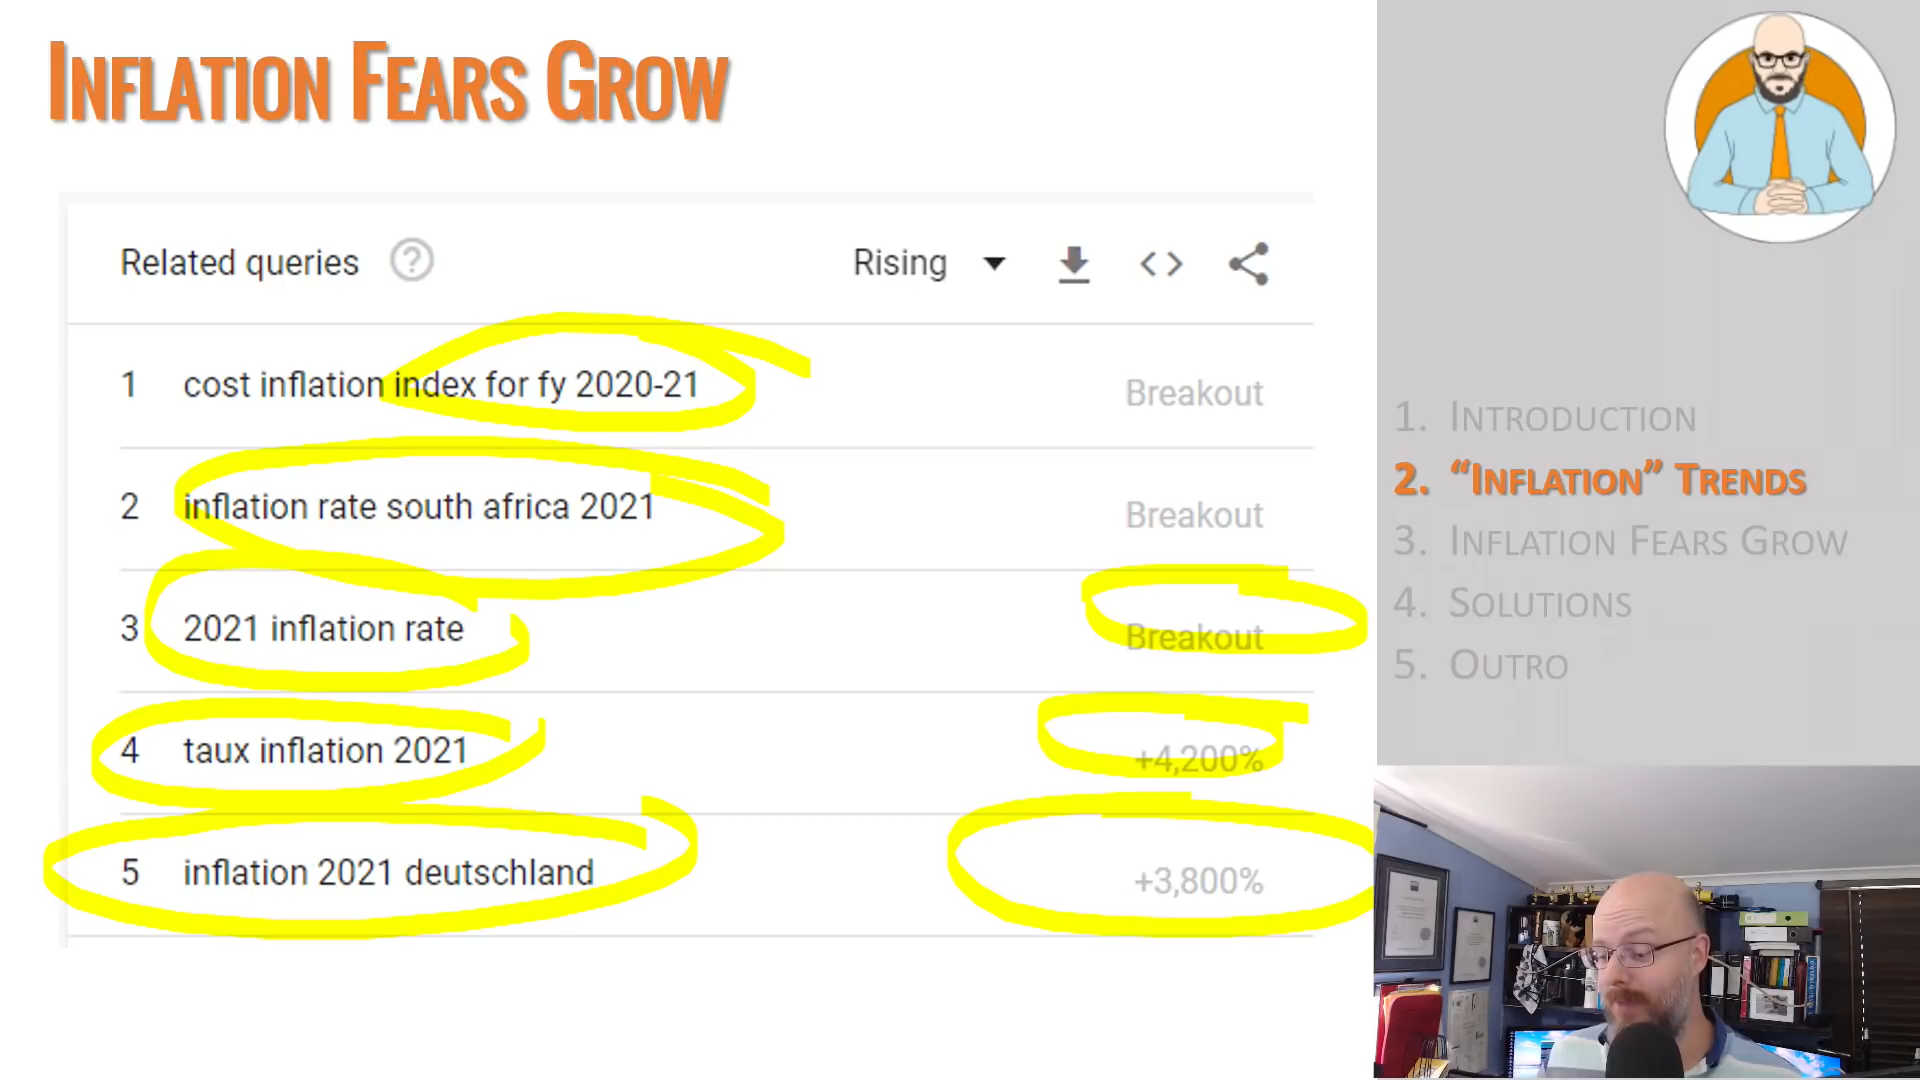 INFLATION FEARS GROW
Related queries ? Rising
1 cost inflation index for fy 2020-21 Breakout
2 inflation rate south africa 2021 Breakout
3 2021 inflation rate Breakout
4 taux inflation 2021 +4,200%
5 inflation 2021 deutschland +3,800%
1. INTRODUCTION
2. “INFLATION” TRENDS
3. INFLATION FEARS GROW
4. SOLUTIONS
5. OUTRO